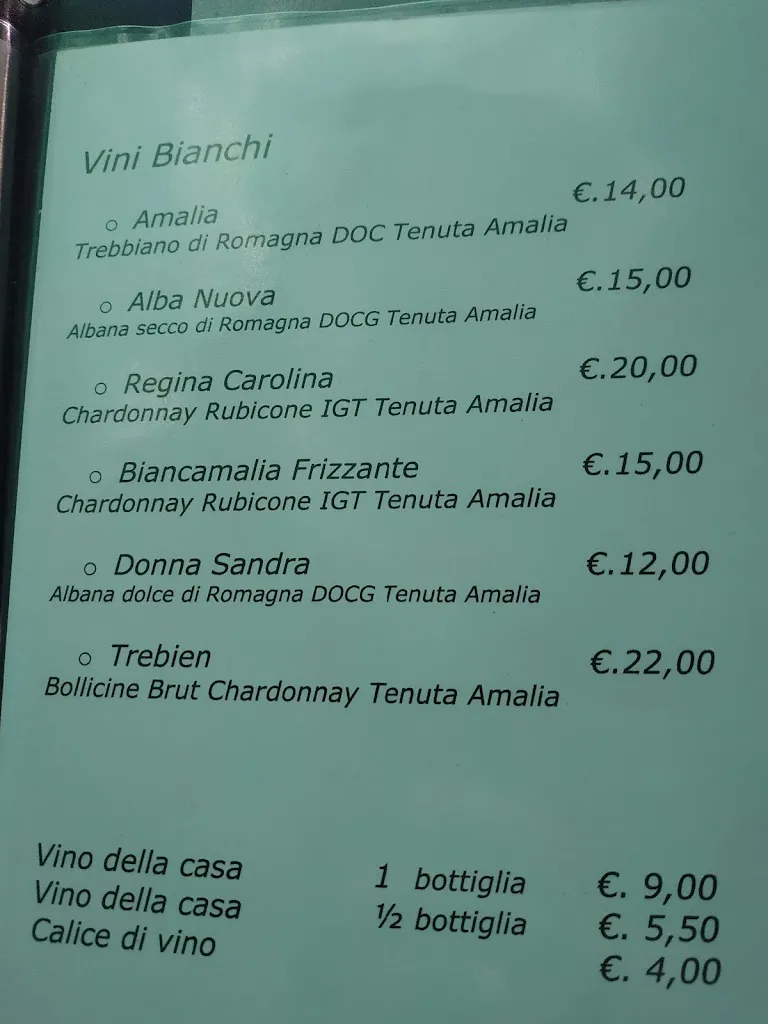 Vini Bianchi
○ Amalia €.14,00
Trebbiano di Romagna DOC Tenuta Amalia
○ Alba Nuova €.15,00
Albana secco di Romagna DOCG Tenuta Amalia
○ Regina Carolina €.20,00
Chardonnay Rubicone IGT Tenuta Amalia
○ Biancamalia Frizzante €.15,00
Chardonnay Rubicone IGT Tenuta Amalia
○ Donna Sandra €.12,00
Albana dolce di Romagna DOCG Tenuta Amalia
○ Trebien €.22,00
Bollicine Brut Chardonnay Tenuta Amalia
Vino della casa 1 bottiglia €. 9,00
Vino della casa ½ bottiglia €. 5,50
Calice di vino €. 4,00